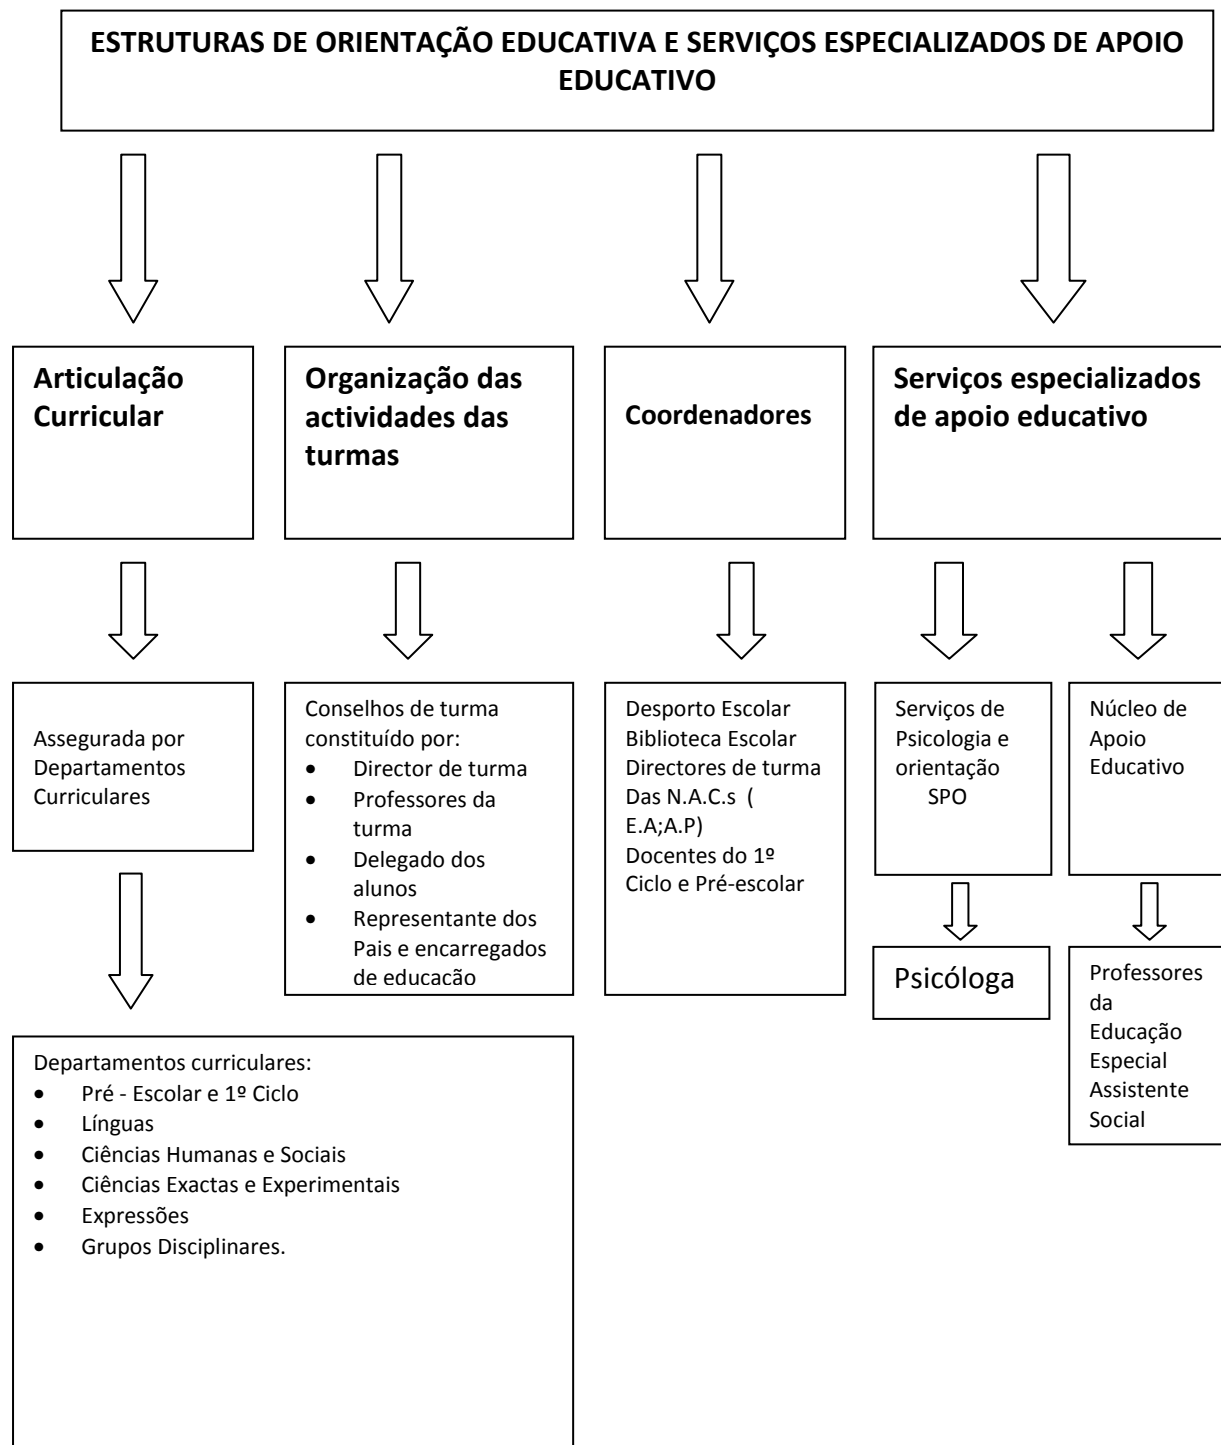 ESTRUTURAS DE ORIENTAÇÃO EDUCATIVA E SERVIÇOS ESPECIALIZADOS DE APOIO
EDUCATIVO
Articulação
Curricular
Organização das
actividades das
turmas
Coordenadores
Serviços especializados
de apoio educativo
Assegurada por
Departamentos
Curriculares
Conselhos de turma
constituído por:
• Director de turma
• Professores da
turma
• Delegado dos
alunos
• Representante dos
Pais e encarregados
de educação
Desporto Escolar
Biblioteca Escolar
Directores de turma
Das N.A.C.s (
E.A;A.P)
Docentes do 1º
Ciclo e Pré-escolar
Serviços de
Psicologia e
orientação
SPO
Núcleo de
Apoio
Educativo
Psicóloga
Professores
da
Educação
Especial
Assistente
Social
Departamentos curriculares:
• Pré - Escolar e 1º Ciclo
• Línguas
• Ciências Humanas e Sociais
• Ciências Exactas e Experimentais
• Expressões
• Grupos Disciplinares.